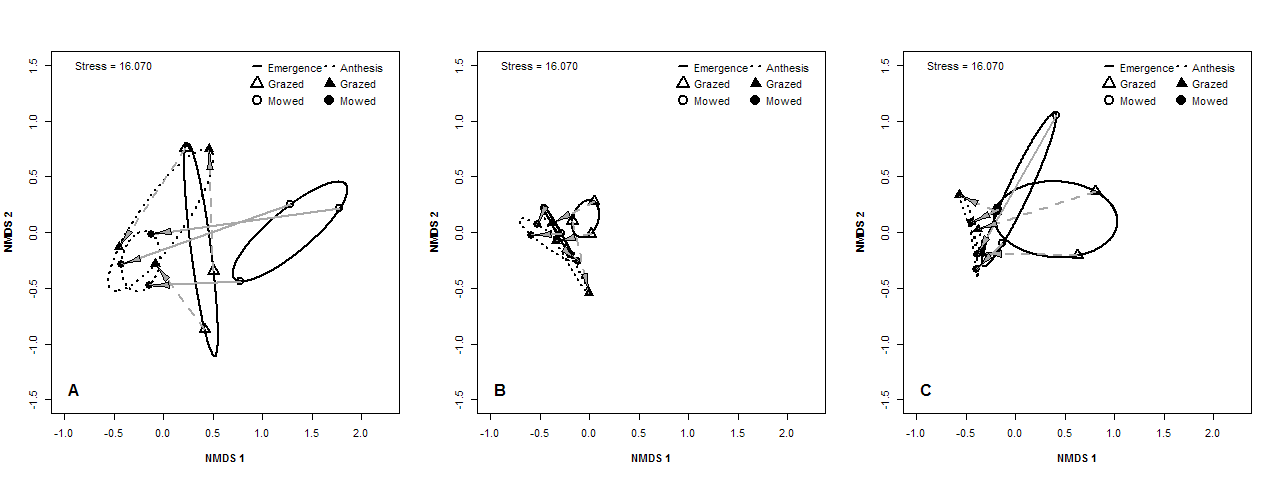 Stress = 16.070
Emergence Anthesis
Grazed Grazed
Mowed Mowed
1.5
1.0
0.5
0.0
-0.5
-1.0
-1.5
NMDS 2
A
-1.0 -0.5 0.0 0.5 1.0 1.5 2.0
NMDS 1
Stress = 16.070
Emergence Anthesis
Grazed Grazed
Mowed Mowed
1.5
1.0
0.5
0.0
-0.5
-1.0
-1.5
NMDS 2
B
-1.0 -0.5 0.0 0.5 1.0 1.5 2.0
NMDS 1
Stress = 16.070
Emergence Anthesis
Grazed Grazed
Mowed Mowed
1.5
1.0
0.5
0.0
-0.5
-1.0
-1.5
NMDS 2
C
-1.0 -0.5 0.0 0.5 1.0 1.5 2.0
NMDS 1